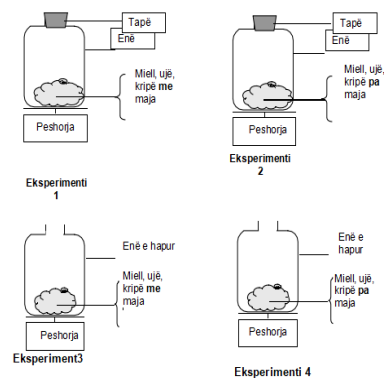 Tapë
Enë
Miell, ujë,
kripë me
maja
Peshorja
Eksperimenti
1
Tapë
Enë
Miell, ujë,
kripë pa
maja
Peshorja
Eksperimenti
2
Enë e hapur
Miell, ujë,
kripë me
maja
Peshorja
Eksperiment3
Enë e
hapur
Miell, ujë,
kripë pa
maja
Peshorja
Eksperimenti 4